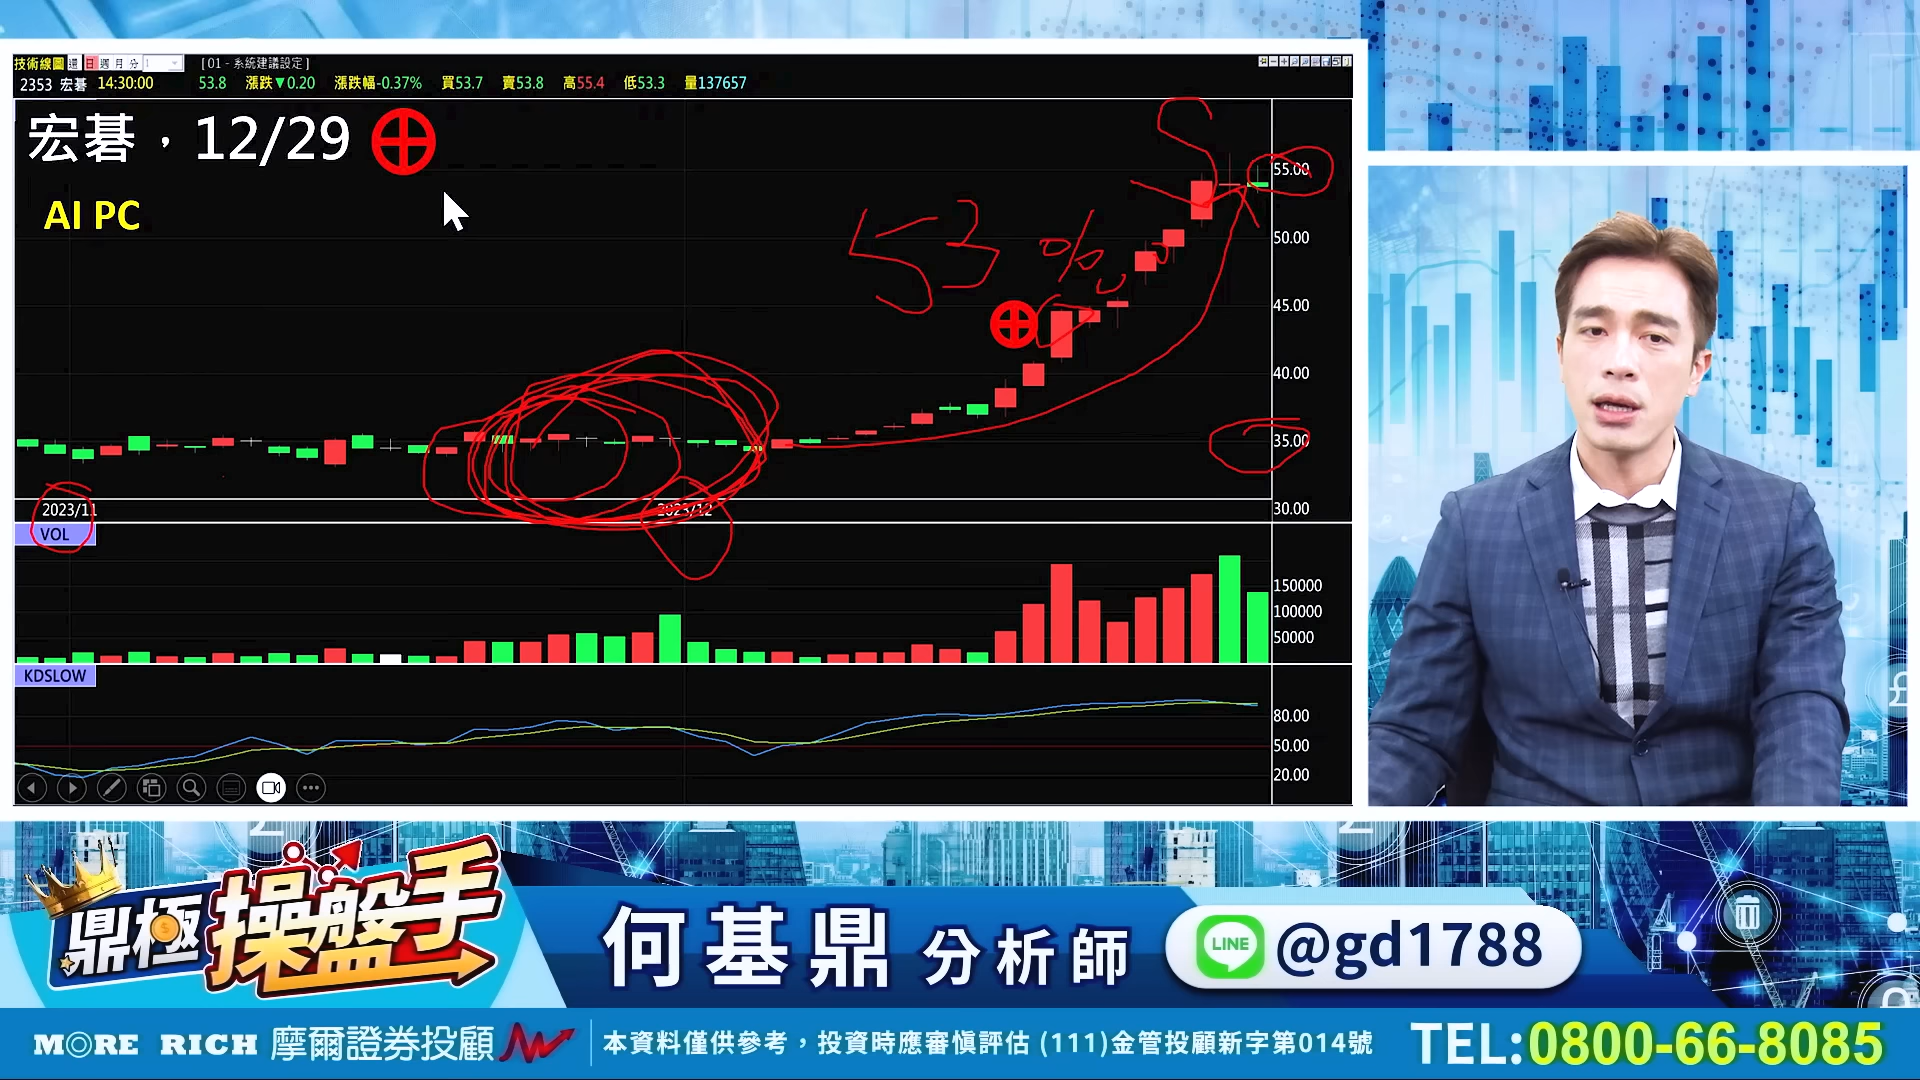 技術線圖 還 日 週 月 分 1 [ 01 - 系統建議設定 ]
2353 宏碁 14:30:00 53.8 漲跌▼0.20 漲跌幅-0.37% 買53.7 賣53.8 高55.4 低53.3 量137657
宏碁，12/29
AI PC
53%
55.00
50.00
45.00
40.00
35.00
30.00
2023/11
2023/12
VOL
150000
100000
50000
KDSLOW
80.00
50.00
20.00
鼎極操盤手
何基鼎 分析師
LINE @gd1788
MORE RICH 摩爾證券投顧
本資料僅供參考，投資時應審慎評估 (111)金管投顧新字第014號
TEL:0800-66-8085